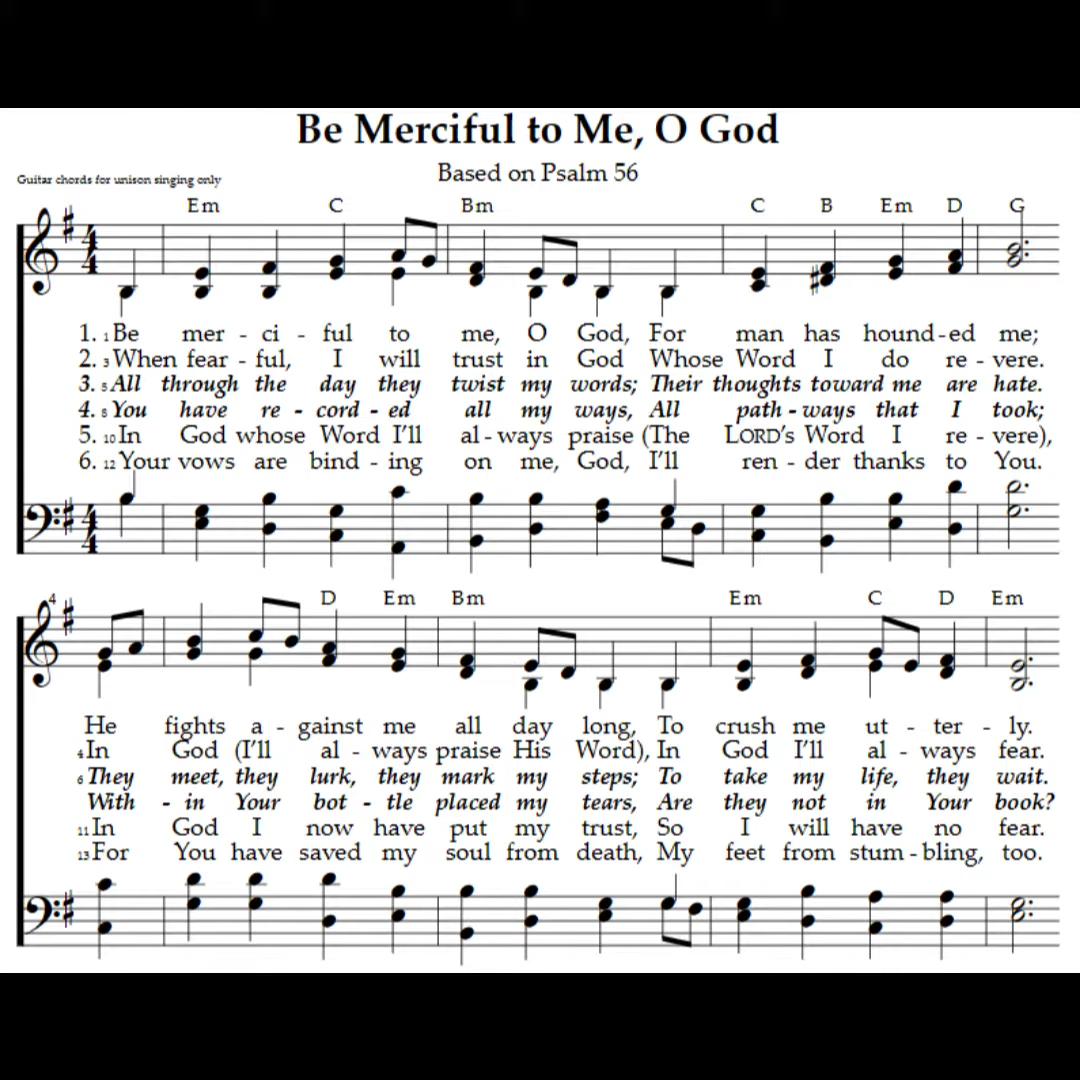 Be Merciful to Me, O God
Based on Psalm 56
Guitar chords for unison singing only
Em C Bm C B Em D G
4 4
1. 1 Be mer - ci - ful to me, O God, For man has hound - ed me;
2. 3 When fear - ful, I will trust in God Whose Word I do re - vere.
3. 5 All through the day they twist my words; Their thoughts toward me are hate.
4. 8 You have re - cord - ed all my ways, All path - ways that I took;
5. 10 In God whose Word I'll al - ways praise (The LORD's Word I re - vere),
6. 12 Your vows are bind - ing on me, God, I'll ren - der thanks to You.
4 4
4 D Em Bm Em C D Em
He fights a - gainst me all day long, To crush me ut - ter - ly.
4 In God (I'll al - ways praise His Word), In God I'll al - ways fear.
6 They meet, they lurk, they mark my steps; To take my life, they wait.
With - in Your bot - tle placed my tears, Are they not in Your book?
11 In God I now have put my trust, So I will have no fear.
13 For You have saved my soul from death, My feet from stum - bling, too.